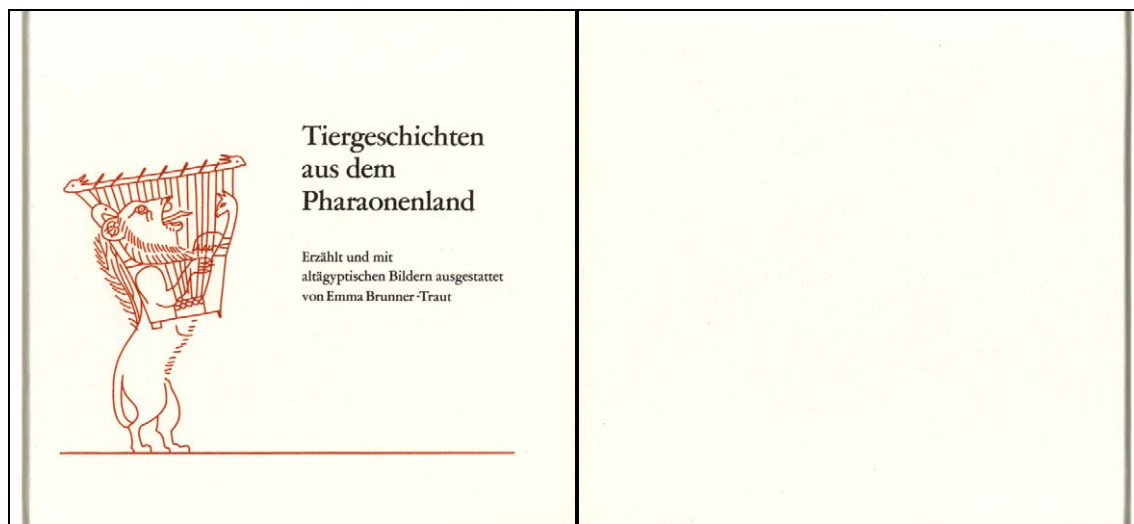 Tiergeschichten
aus dem
Pharaonenland
Erzählt und mit
altägyptischen Bildern ausgestattet
von Emma Brunner-Traut